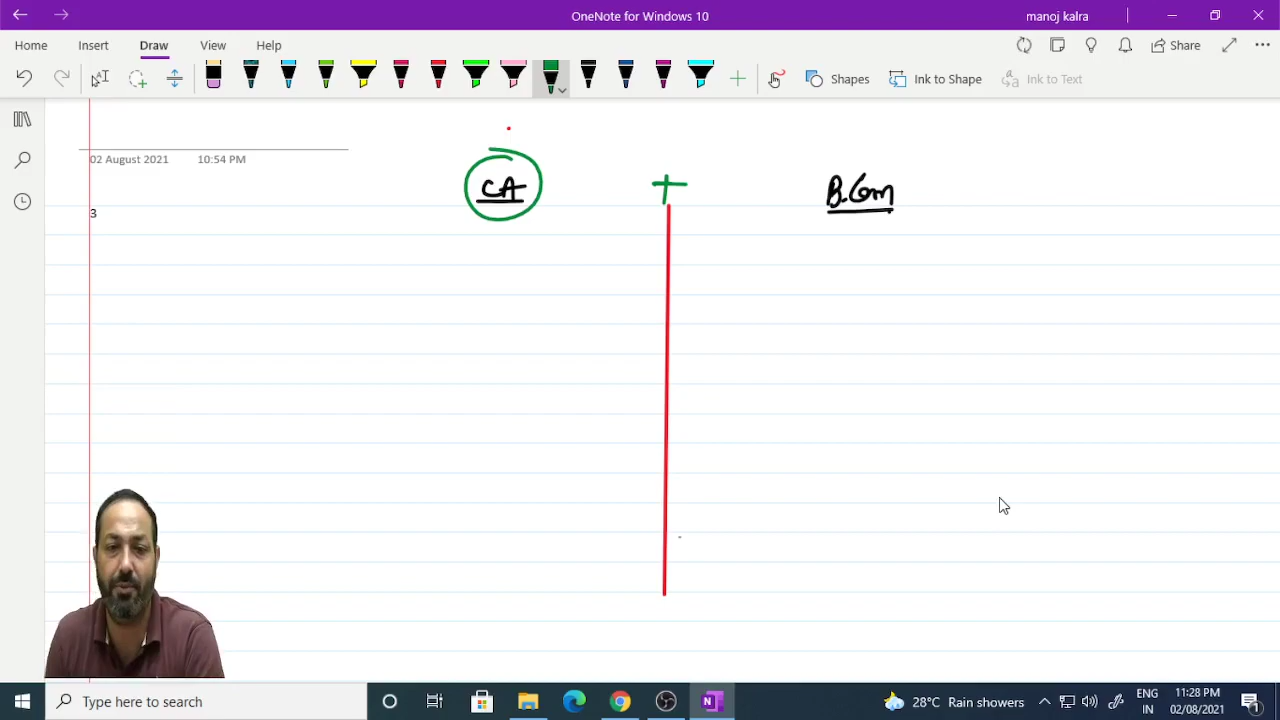 OneNote for Windows 10
manoj kalra
Home Insert Draw View Help
Share
Shapes
Ink to Shape
Ink to Text
02 August 2021 10:54 PM
CA + B.Com
3
Type here to search
28°C Rain showers
ENG
IN
11:28 PM
02/08/2021
1